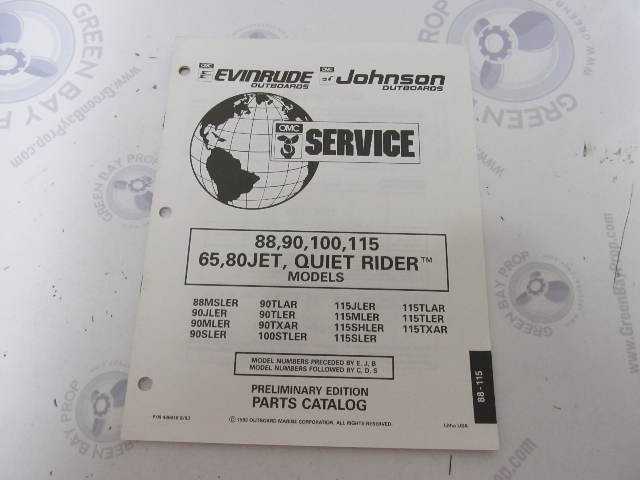 OMC EVINRUDE OUTBOARDS
OMC Johnson OUTBOARDS
OMC SERVICE
88,90,100,115
65,80JET, QUIET RIDER™
MODELS
88MSLER 90TLAR 115JLER 115TLAR
90JLER 90TLER 115MLER 115TLER
90MLER 90TXAR 115SHLER 115TXAR
90SLER 100STLER 115SLER
MODEL NUMBERS PRECEDED BY E, J, B
MODEL NUMBERS FOLLOWED BY C, D, S
PRELIMINARY EDITION
PARTS CATALOG
88 - 115
OUTBOARD MARINE CORPORATION. ALL RIGHTS RESERVED.
Litho USA
GREEN BAY PROP
www.GreenBayProp.com